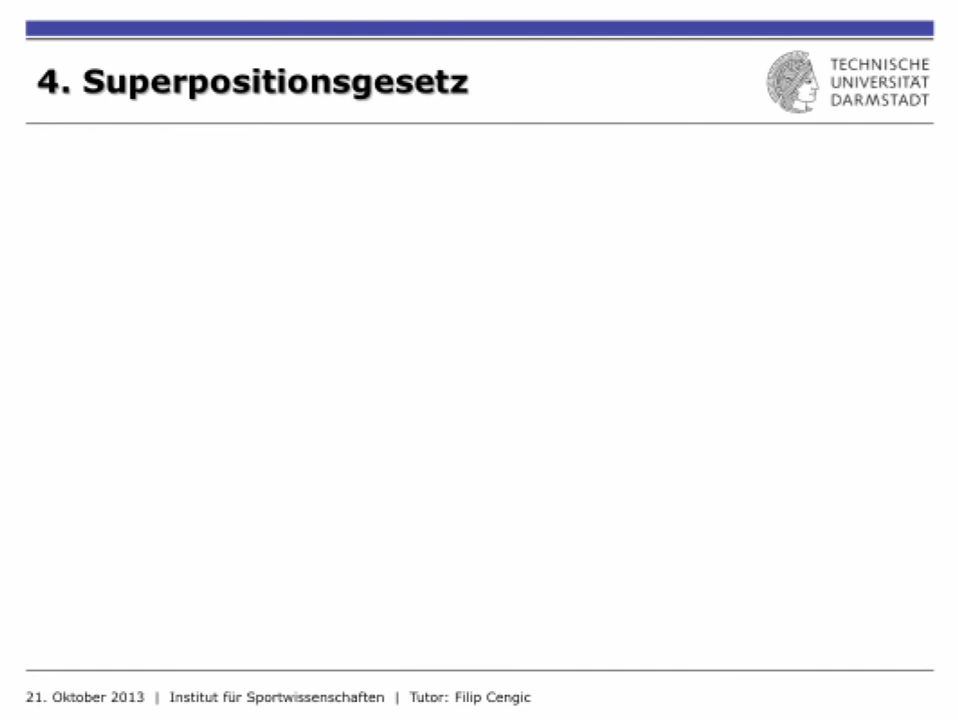 4. Superpositionsgesetz
TECHNISCHE
UNIVERSITÄT
DARMSTADT
21. Oktober 2013 | Institut für Sportwissenschaften | Tutor: Filip Cengic